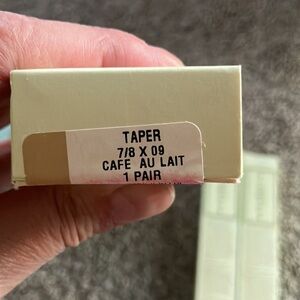 TAPER
7/8 X 09
CAFE AU LAIT
1 PAIR